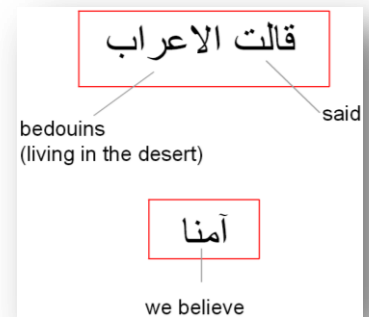 قالت الاعراب
said
bedouins
(living in the desert)
آمنا
we believe